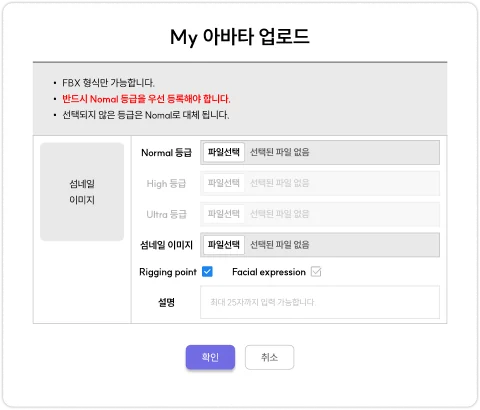 My 아바타 업로드
• FBX 형식만 가능합니다.
• 반드시 Nomal 등급을 우선 등록해야 합니다.
• 선택되지 않은 등급은 Nomal로 대체 됩니다.
섬네일
이미지
Normal 등급 파일선택 선택된 파일 없음
High 등급 파일선택 선택된 파일 없음
Ultra 등급 파일선택 선택된 파일 없음
섬네일 이미지 파일선택 선택된 파일 없음
Rigging point Facial expression
설명 최대 25자까지 입력 가능합니다
확인 취소